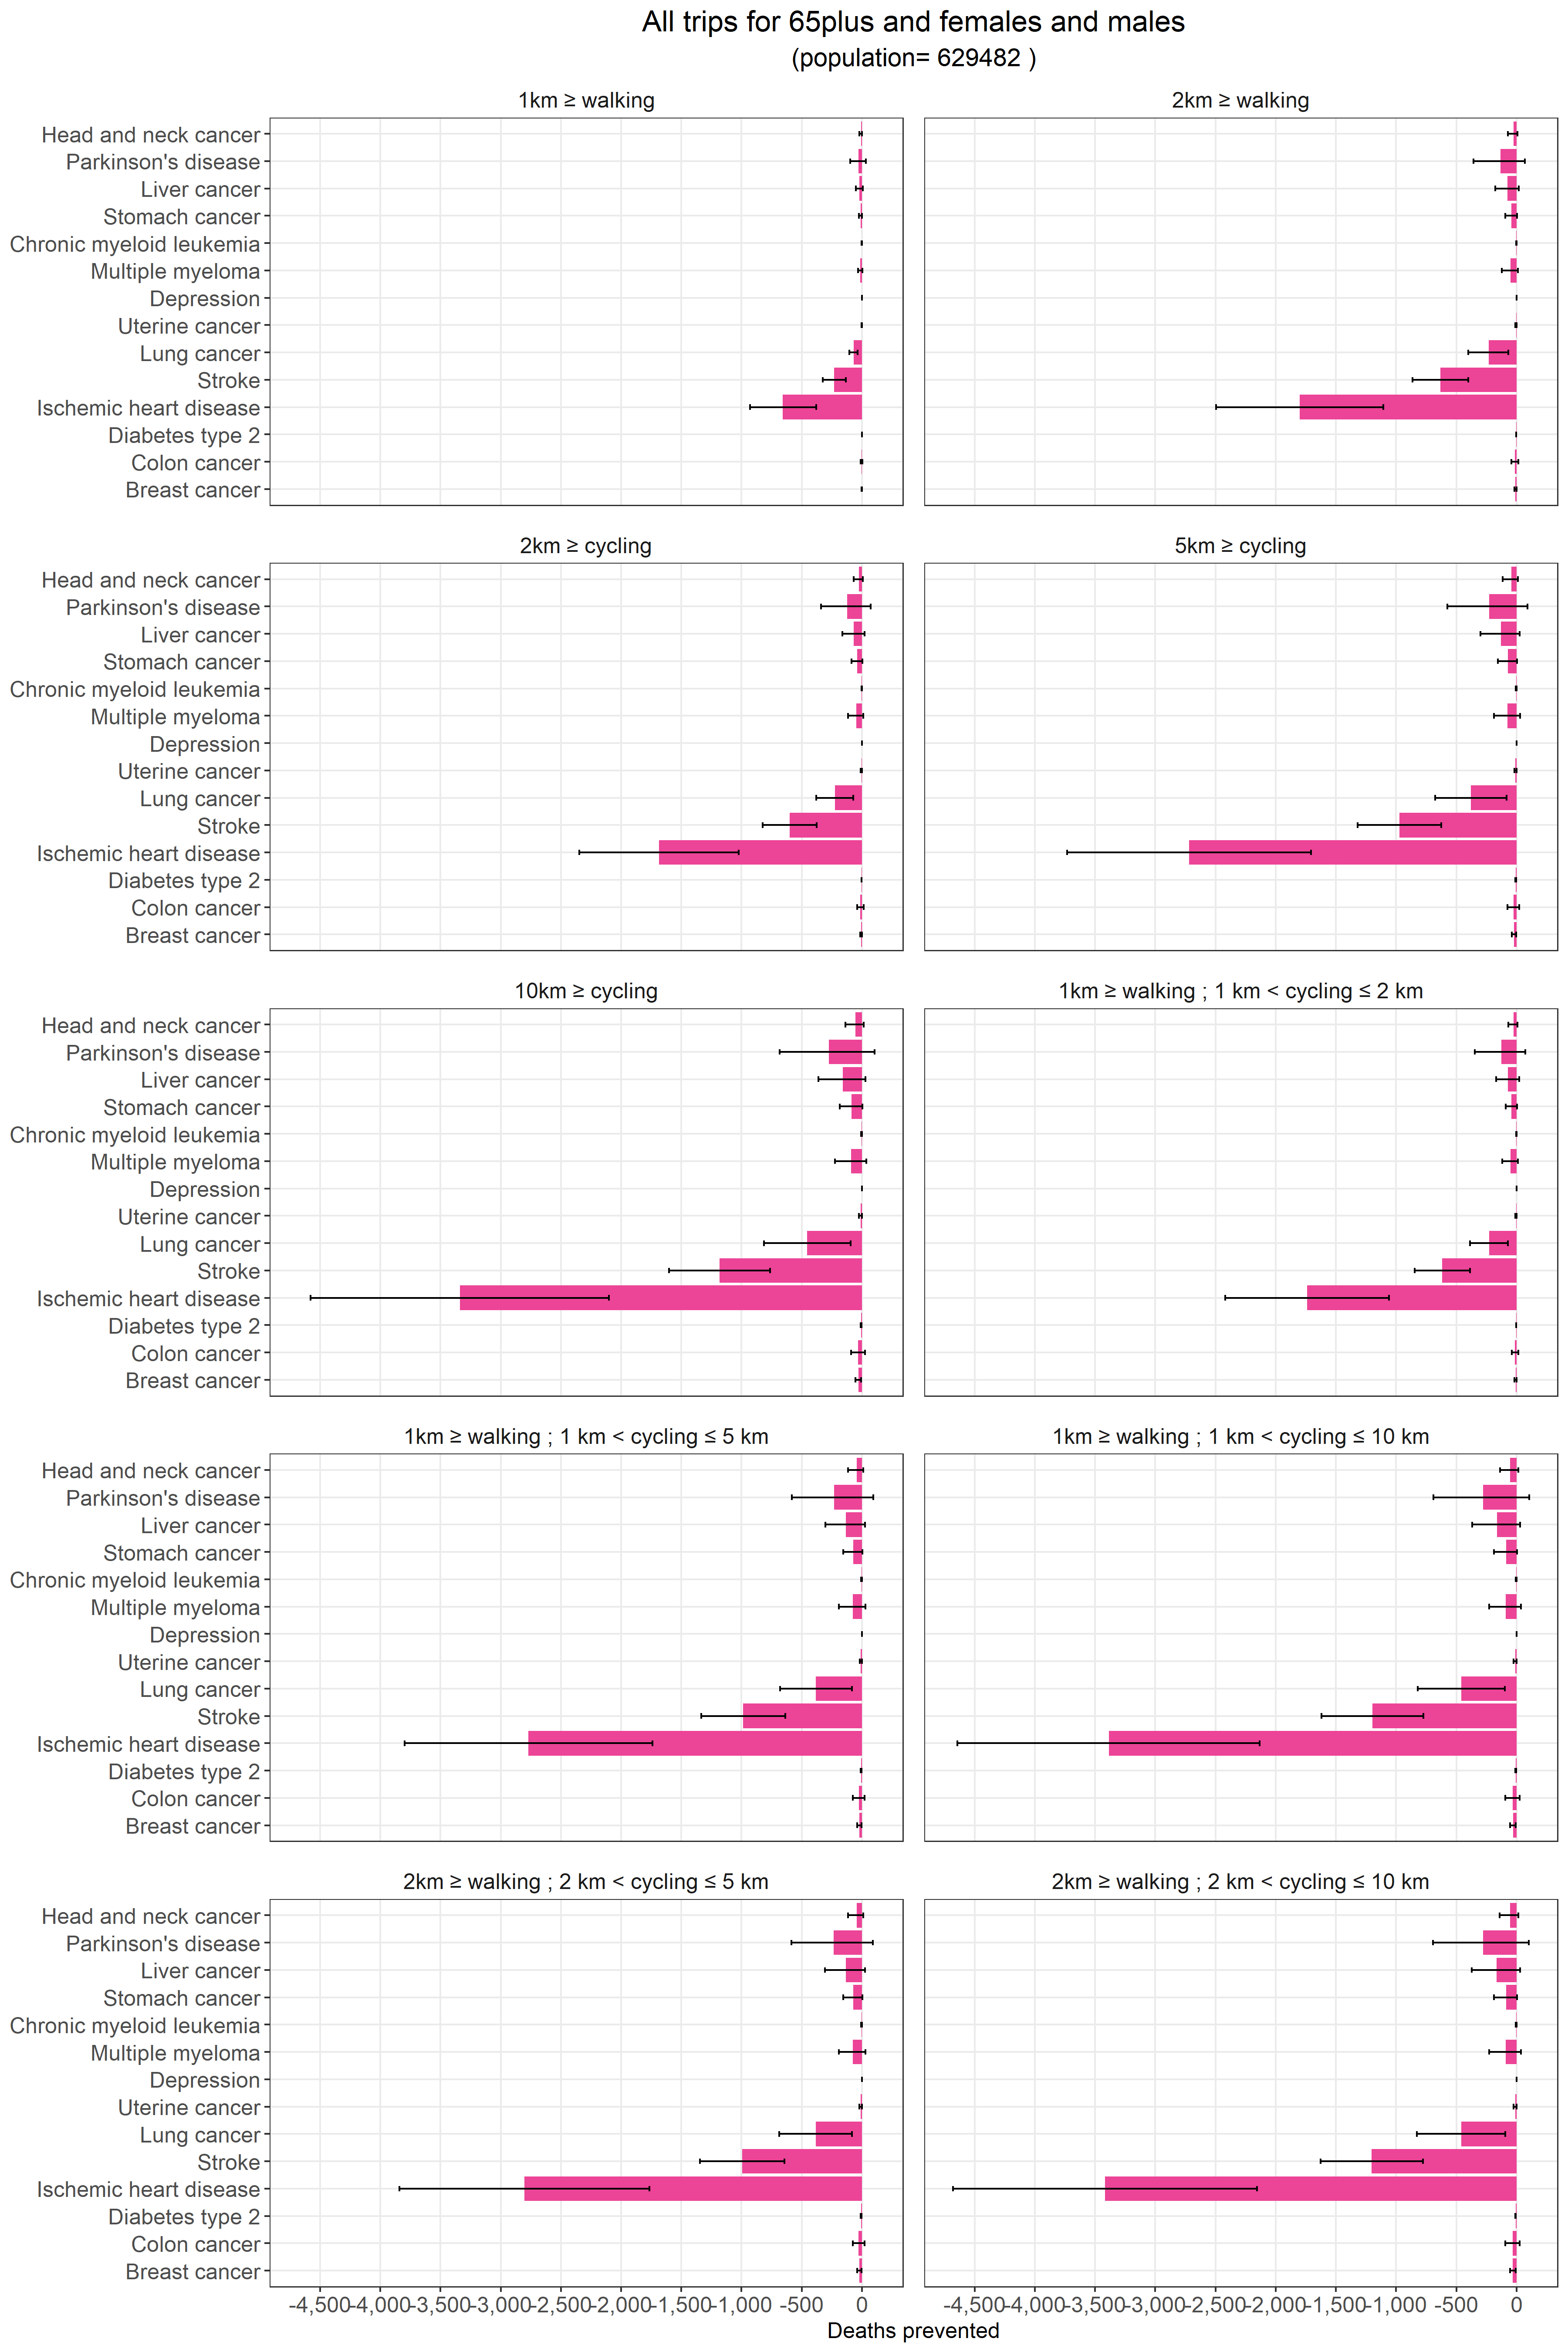 All trips for 65plus and females and males
(population= 629482 )
1km ≥ walking
2km ≥ walking
Head and neck cancer
Parkinson's disease
Liver cancer
Stomach cancer
Chronic myeloid leukemia
Multiple myeloma
Depression
Uterine cancer
Lung cancer
Stroke
Ischemic heart disease
Diabetes type 2
Colon cancer
Breast cancer
2km ≥ cycling
5km ≥ cycling
Head and neck cancer
Parkinson's disease
Liver cancer
Stomach cancer
Chronic myeloid leukemia
Multiple myeloma
Depression
Uterine cancer
Lung cancer
Stroke
Ischemic heart disease
Diabetes type 2
Colon cancer
Breast cancer
10km ≥ cycling
1km ≥ walking ; 1 km < cycling ≤ 2 km
Head and neck cancer
Parkinson's disease
Liver cancer
Stomach cancer
Chronic myeloid leukemia
Multiple myeloma
Depression
Uterine cancer
Lung cancer
Stroke
Ischemic heart disease
Diabetes type 2
Colon cancer
Breast cancer
1km ≥ walking ; 1 km < cycling ≤ 5 km
1km ≥ walking ; 1 km < cycling ≤ 10 km
Head and neck cancer
Parkinson's disease
Liver cancer
Stomach cancer
Chronic myeloid leukemia
Multiple myeloma
Depression
Uterine cancer
Lung cancer
Stroke
Ischemic heart disease
Diabetes type 2
Colon cancer
Breast cancer
2km ≥ walking ; 2 km < cycling ≤ 5 km
2km ≥ walking ; 2 km < cycling ≤ 10 km
Head and neck cancer
Parkinson's disease
Liver cancer
Stomach cancer
Chronic myeloid leukemia
Multiple myeloma
Depression
Uterine cancer
Lung cancer
Stroke
Ischemic heart disease
Diabetes type 2
Colon cancer
Breast cancer
-4,500 -4,000 -3,500 -3,000 -2,500 -2,000 -1,500 -1,000 -500 0
-4,500 -4,000 -3,500 -3,000 -2,500 -2,000 -1,500 -1,000 -500 0
Deaths prevented